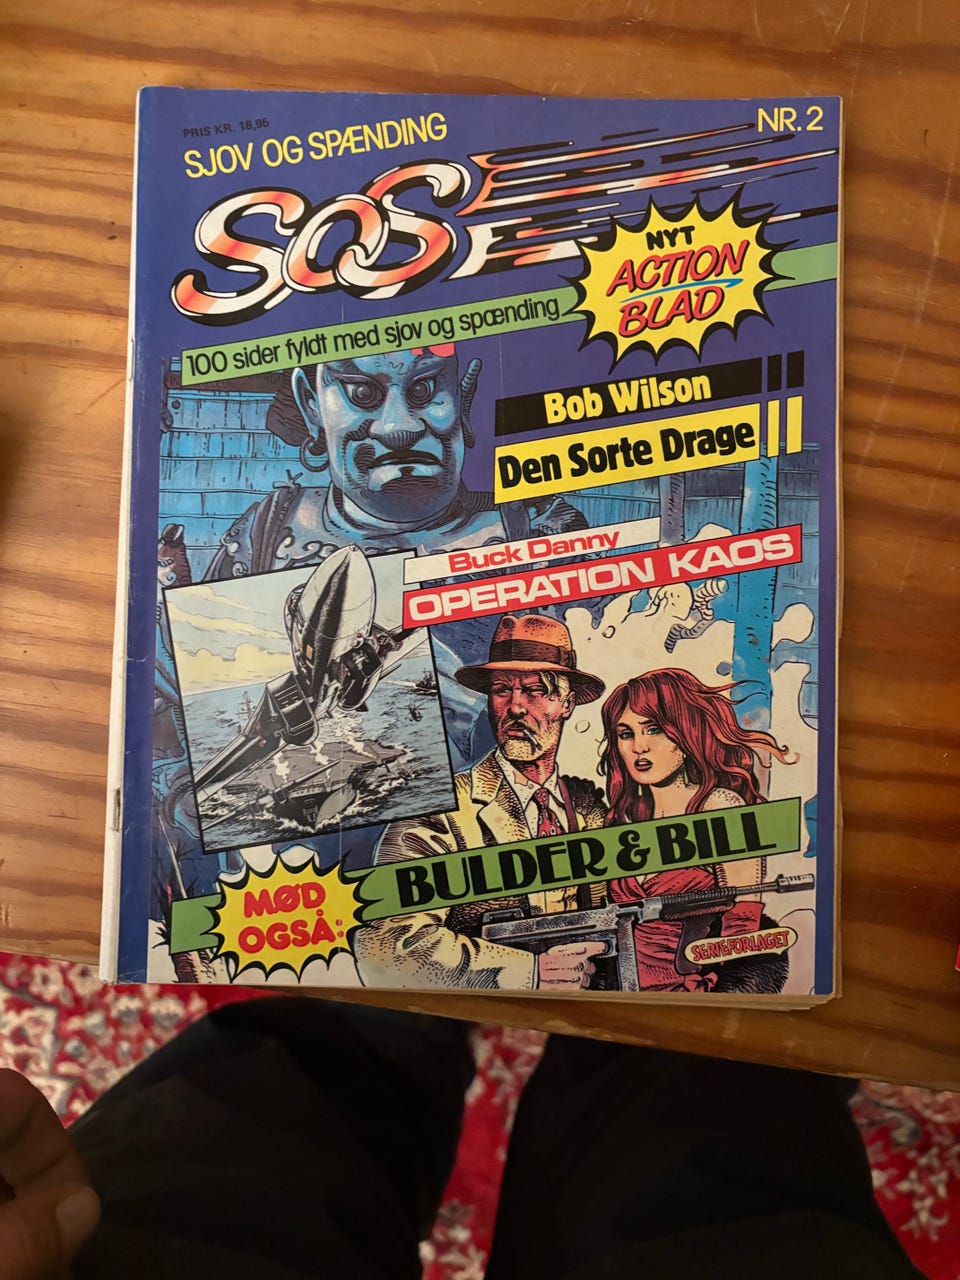 PRIS KR. 18,95
SJOV OG SPÆNDING
NR. 2
SOS
NYT
ACTION
BLAD
100 sider fyldt med sjov og spænding
Bob Wilson
Den Sorte Drage
Buck Danny
OPERATION KAOS
BULDER & BILL
MØD
OGSÅ:
SERIEFORLAGET